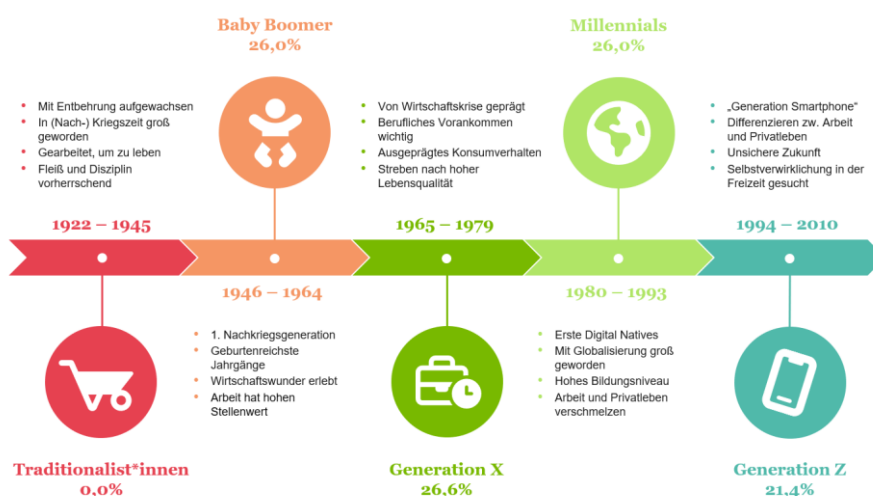 Baby Boomer
26,0%
Millennials
26,0%
• Mit Entbehrung aufgewachsen
• In (Nach-) Kriegszeit groß
geworden
• Gearbeitet, um zu leben
• Fleiß und Disziplin
vorherrschend
• Von Wirtschaftskrise geprägt
• Berufliches Vorankommen
wichtig
• Ausgeprägtes Konsumverhalten
• Streben nach hoher
Lebensqualität
• „Generation Smartphone“
• Differenzieren zw. Arbeit
und Privatleben
• Unsichere Zukunft
• Selbstverwirklichung in der
Freizeit gesucht
1922 – 1945
1965 – 1979
1994 – 2010
1946 – 1964
1980 – 1993
• 1. Nachkriegsgeneration
• Geburtenreichste
Jahrgänge
• Wirtschaftswunder erlebt
• Arbeit hat hohen
Stellenwert
• Erste Digital Natives
• Mit Globalisierung groß
geworden
• Hohes Bildungsniveau
• Arbeit und Privatleben
verschmelzen
Traditionalist*innen
0,0%
Generation X
26,6%
Generation Z
21,4%